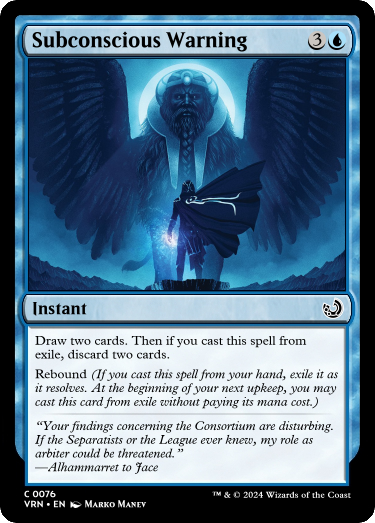 Subconscious Warning 3
Instant
Draw two cards. Then if you cast this spell from
exile, discard two cards.
Rebound (If you cast this spell from your hand, exile it as
it resolves. At the beginning of your next upkeep, you may
cast this card from exile without paying its mana cost.)
“Your findings concerning the Consortium are disturbing.
If the Separatists or the League ever knew, my role as
arbiter could be threatened.”
—Alhammarret to Jace
C 0076
VRN • EN Marko Manev ™ & © 2024 Wizards of the Coast